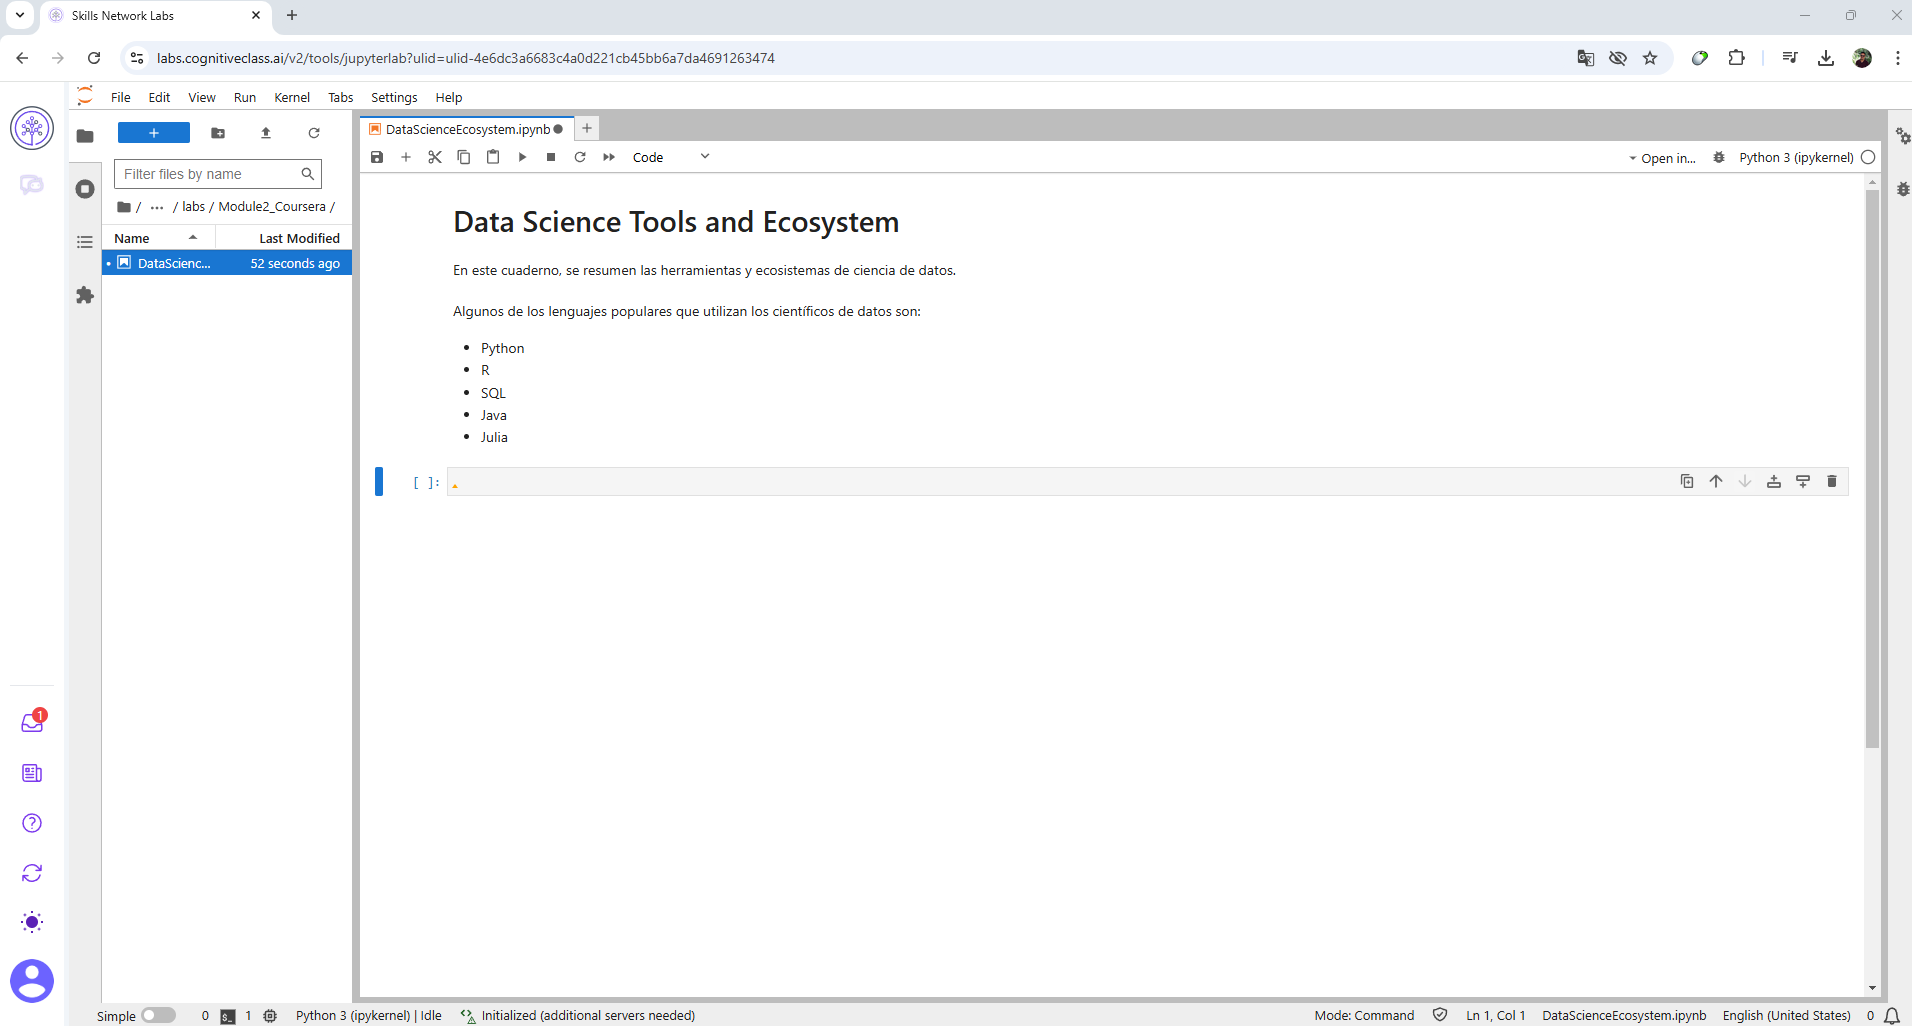 Skills Network Labs
labs.cognitiveclass.ai/v2/tools/jupyterlab?ulid=ulid-4e6dc3a6683c4a0d221cb45bb6a7da4691263474
File Edit View Run Kernel Tabs Settings Help
DataScienceEcosystem.ipynb
Code
Open in...
Python 3 (ipykernel)
Filter files by name
/ ... / labs / Module2_Coursera /
Name Last Modified
DataScienc... 52 seconds ago
Data Science Tools and Ecosystem
En este cuaderno, se resumen las herramientas y ecosistemas de ciencia de datos.
Algunos de los lenguajes populares que utilizan los científicos de datos son:
Python
R
SQL
Java
Julia
[ ]:
1
Simple 0 $_ 1 Python 3 (ipykernel) | Idle Initialized (additional servers needed) Mode: Command Ln 1, Col 1 DataScienceEcosystem.ipynb English (United States) 0